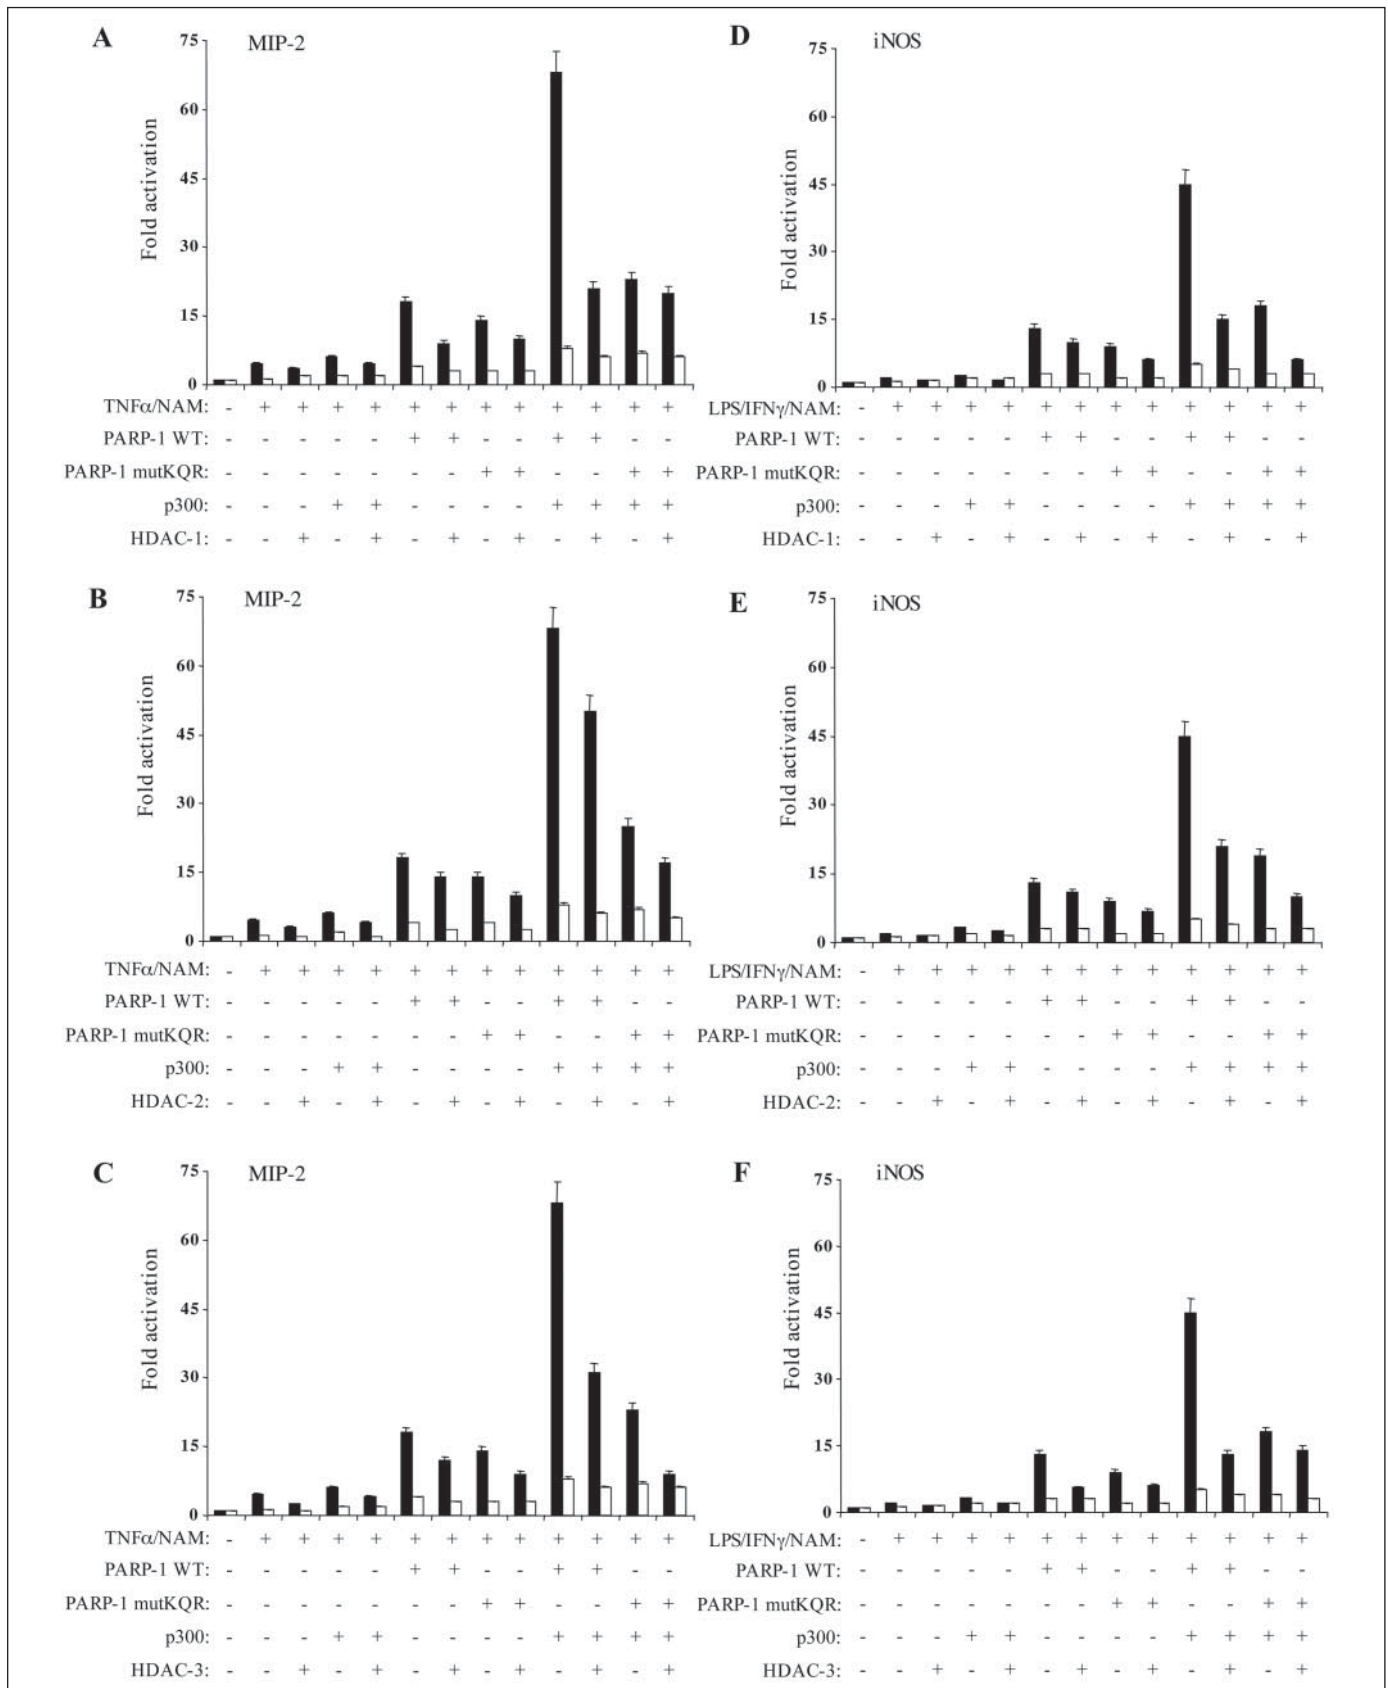 A
MIP-2
75
60
45
30
15
0
Fold activation
TNFα/NAM: - + + + + + + + + + + + +
PARP-1 WT: - - - - - + + - - + + - -
PARP-1 mutKQR: - - - - - - - + + - - + +
p300: - - - + + - - - - + + + +
HDAC-1: - - + - + - + - + - + - +
D
iNOS
75
60
45
30
15
0
Fold activation
LPS/IFNγ/NAM: - + + + + + + + + + + + +
PARP-1 WT: - - - - - + + - - + + - -
PARP-1 mutKQR: - - - - - - - + + - - + +
p300: - - - + + - - - - + + + +
HDAC-1: - - + - + - + - + - + - +
B
MIP-2
75
60
45
30
15
0
Fold activation
TNFα/NAM: - + + + + + + + + + + + +
PARP-1 WT: - - - - - + + - - + + - -
PARP-1 mutKQR: - - - - - - - + + - - + +
p300: - - - + + - - - - + + + +
HDAC-2: - - + - + - + - + - + - +
E
iNOS
75
60
45
30
15
0
Fold activation
LPS/IFNγ/NAM: - + + + + + + + + + + + +
PARP-1 WT: - - - - - + + - - + + - -
PARP-1 mutKQR: - - - - - - - + + - - + +
p300: - - - + + - - - - + + + +
HDAC-2: - - + - + - + - + - + - +
C
MIP-2
75
60
45
30
15
0
Fold activation
TNFα/NAM: - + + + + + + + + + + + +
PARP-1 WT: - - - - - + + - - + + - -
PARP-1 mutKQR: - - - - - - - + + - - + +
p300: - - - + + - - - - + + + +
HDAC-3: - - + - + - + - + - + - +
F
iNOS
75
60
45
30
15
0
Fold activation
LPS/IFNγ/NAM: - + + + + + + + + + + + +
PARP-1 WT: - - - - - + + - - + + - -
PARP-1 mutKQR: - - - - - - - + + - - + +
p300: - - - + + - - - - + + + +
HDAC-3: - - + - + - + - + - + - +